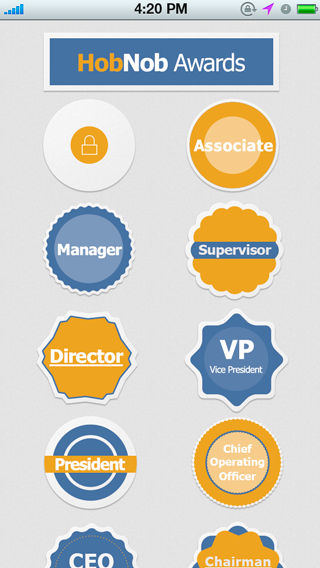 4:20 PM
HobNob Awards
Associate
Manager
Supervisor
Director
VP
Vice President
President
Chief
Operating
Officer
CEO
Chairman